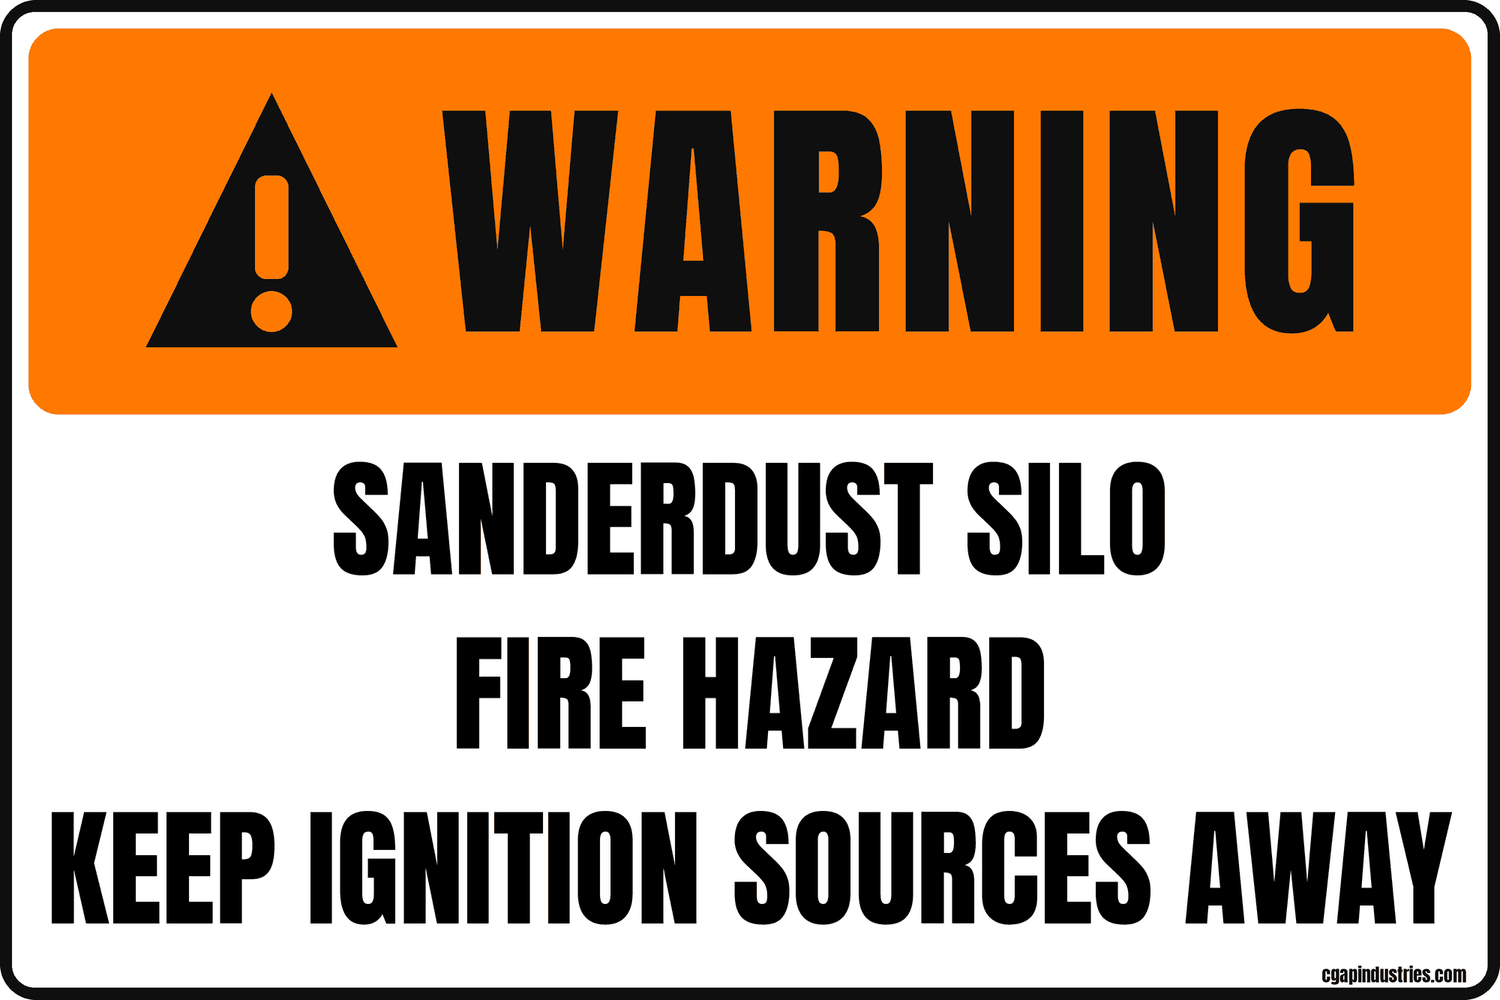 WARNING
SANDERDUST SILO
FIRE HAZARD
KEEP IGNITION SOURCES AWAY
cgapindustries.com